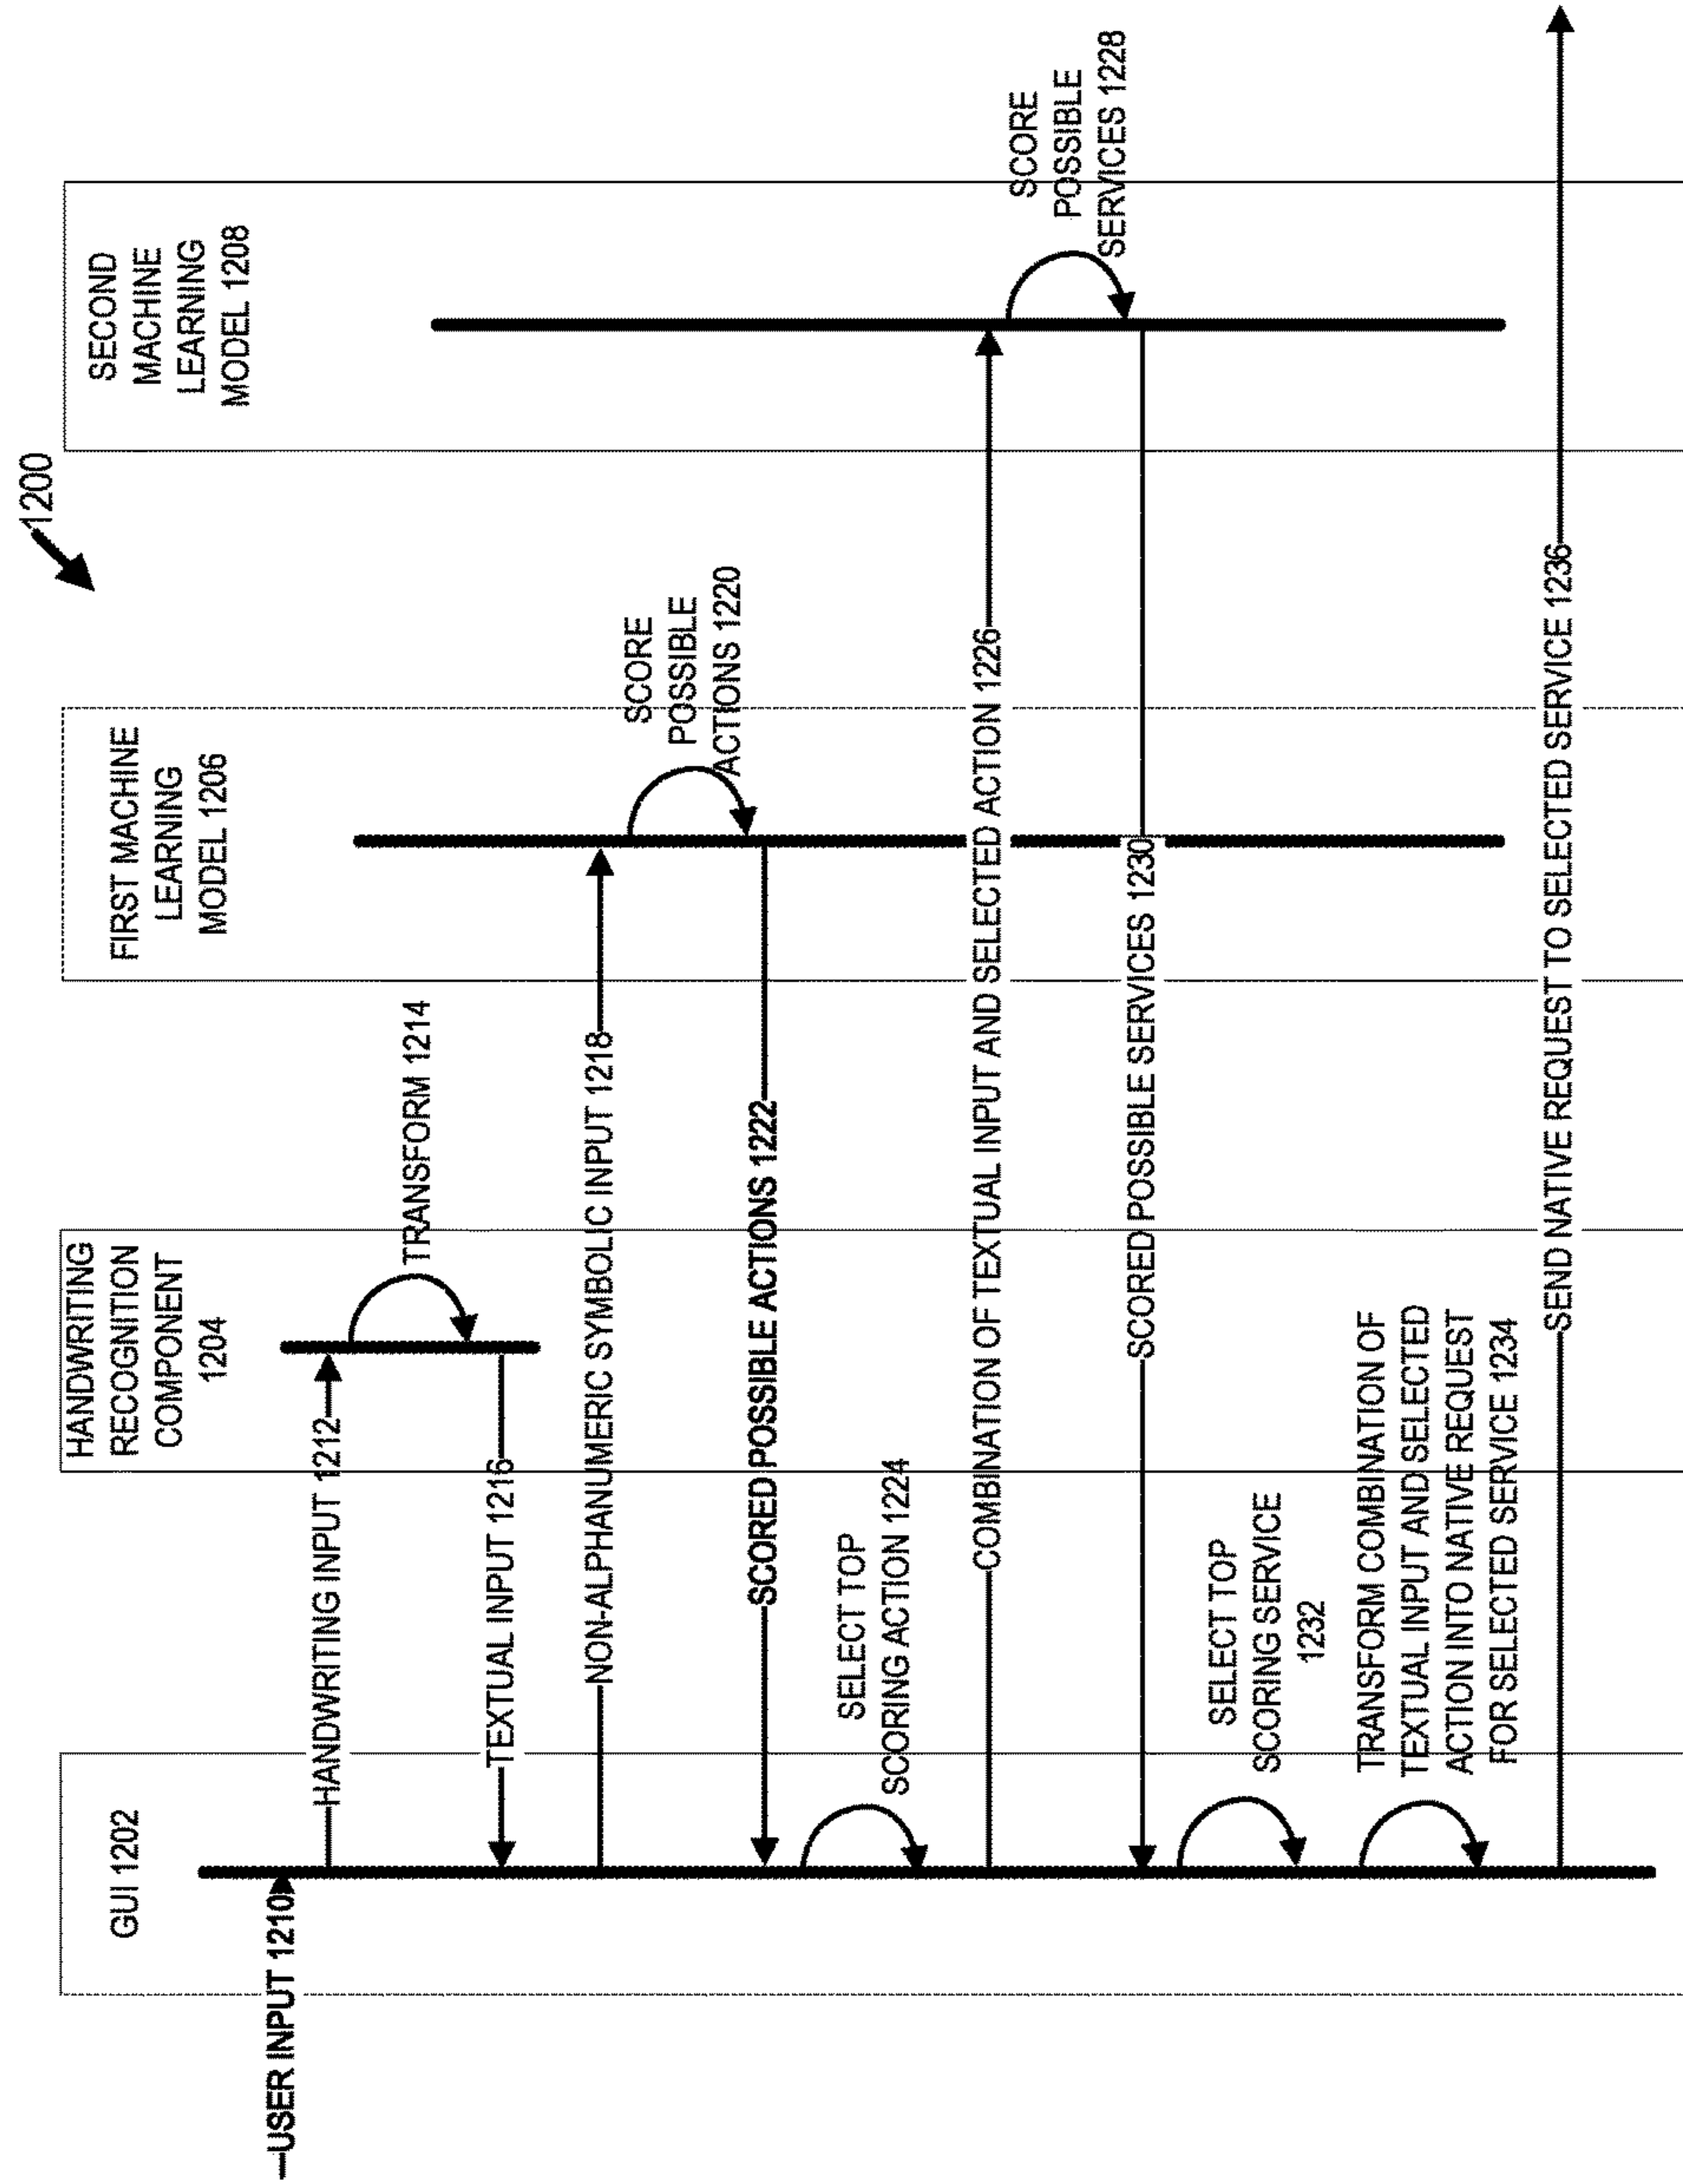 1200
GUI 1202
HANDWRITING
RECOGNITION
COMPONENT
1204
FIRST MACHINE
LEARNING
MODEL 1206
SECOND
MACHINE
LEARNING
MODEL 1208
USER INPUT 1210
HANDWRITING INPUT 1212
TRANSFORM 1214
TEXTUAL INPUT 1216
NON-ALPHANUMERIC SYMBOLIC INPUT 1218
SCORE
POSSIBLE
ACTIONS 1220
SCORED POSSIBLE ACTIONS 1222
SELECT TOP
SCORING ACTION 1224
COMBINATION OF TEXTUAL INPUT AND SELECTED ACTION 1226
SCORE
POSSIBLE
SERVICES 1228
SCORED POSSIBLE SERVICES 1230
SELECT TOP
SCORING SERVICE
1232
TRANSFORM COMBINATION OF
TEXTUAL INPUT AND SELECTED
ACTION INTO NATIVE REQUEST
FOR SELECTED SERVICE 1234
SEND NATIVE REQUEST TO SELECTED SERVICE 1236